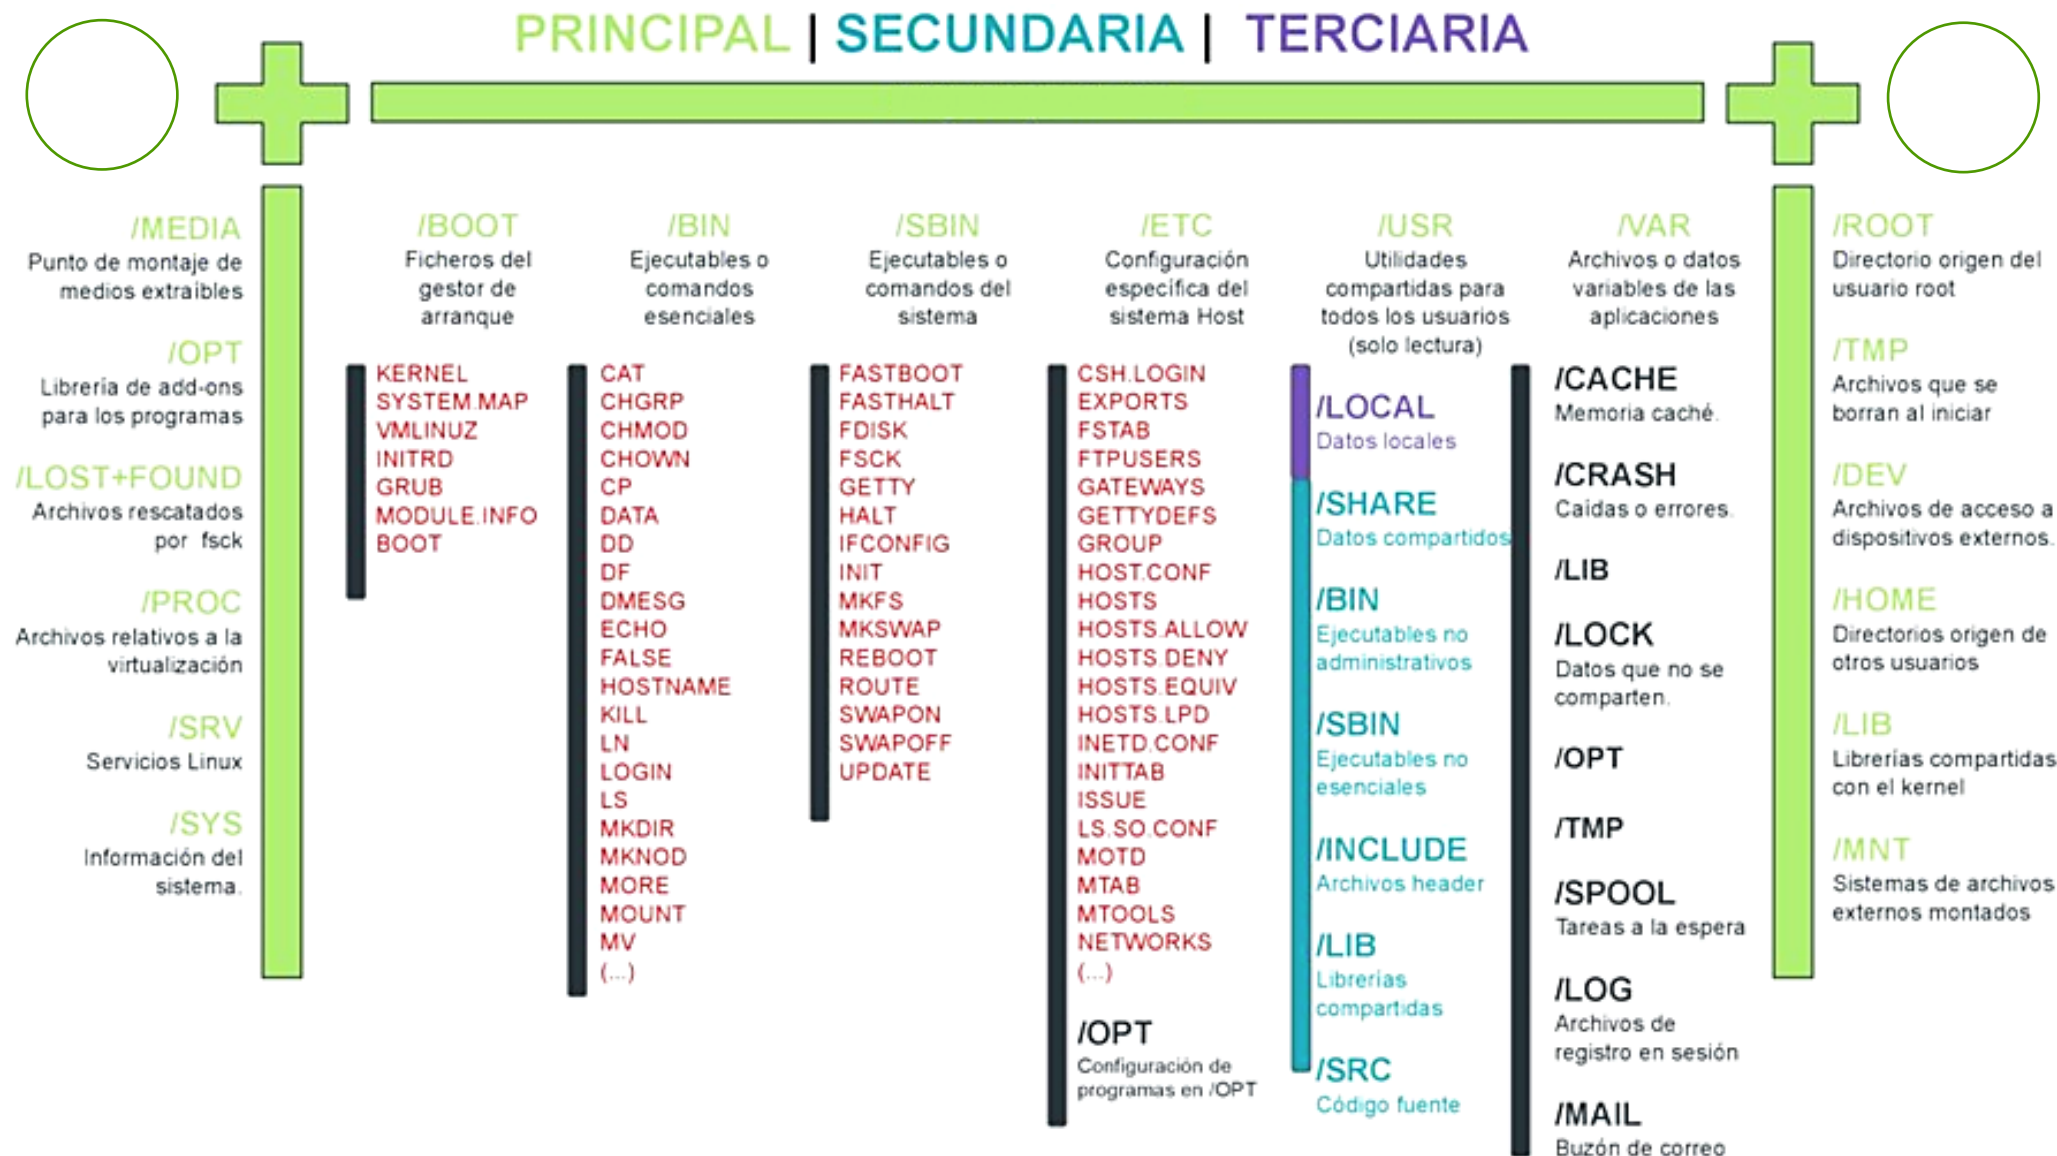 PRINCIPAL | SECUNDARIA | TERCIARIA
/MEDIA
Punto de montaje de
medios extraíbles
/OPT
Librería de add-ons
para los programas
/LOST+FOUND
Archivos rescatados
por fsck
/PROC
Archivos relativos a la
virtualización
/SRV
Servicios Linux
/SYS
Información del
sistema.
/BOOT
Ficheros del
gestor de
arranque
KERNEL
SYSTEM.MAP
VMLINUZ
INITRD
GRUB
MODULE.INFO
BOOT
/BIN
Ejecutables o
comandos
esenciales
CAT
CHGRP
CHMOD
CHOWN
CP
DATA
DD
DF
DMESG
ECHO
FALSE
HOSTNAME
KILL
LN
LOGIN
LS
MKDIR
MKNOD
MORE
MOUNT
MV
(...)
/SBIN
Ejecutables o
comandos del
sistema
FASTBOOT
FASTHALT
FDISK
FSCK
GETTY
HALT
IFCONFIG
INIT
MKFS
MKSWAP
REBOOT
ROUTE
SWAPON
SWAPOFF
UPDATE
/ETC
Configuración
específica del
sistema Host
CSH.LOGIN
EXPORTS
FSTAB
FTPUSERS
GATEWAYS
GETTYDEFS
GROUP
HOST.CONF
HOSTS
HOSTS.ALLOW
HOSTS.DENY
HOSTS.EQUIV
HOSTS.LPD
INETD.CONF
INITTAB
ISSUE
LS.SO.CONF
MOTD
MTAB
MTOOLS
NETWORKS
(...)
/OPT
Configuración de
programas en /OPT
/USR
Utilidades
compartidas para
todos los usuarios
(solo lectura)
/LOCAL
Datos locales
/SHARE
Datos compartidos
/BIN
Ejecutables no
administrativos
/SBIN
Ejecutables no
esenciales
/INCLUDE
Archivos header
/LIB
Librerías
compartidas
/SRC
Código fuente
/VAR
Archivos o datos
variables de las
aplicaciones
/CACHE
Memoria caché.
/CRASH
Caídas o errores.
/LIB
/LOCK
Datos que no se
comparten.
/OPT
/TMP
/SPOOL
Tareas a la espera
/LOG
Archivos de
registro en sesión
/MAIL
Buzón de correo
/ROOT
Directorio origen del
usuario root
/TMP
Archivos que se
borran al iniciar
/DEV
Archivos de acceso a
dispositivos externos.
/HOME
Directorios origen de
otros usuarios
/LIB
Librerías compartidas
con el kernel
/MNT
Sistemas de archivos
externos montados